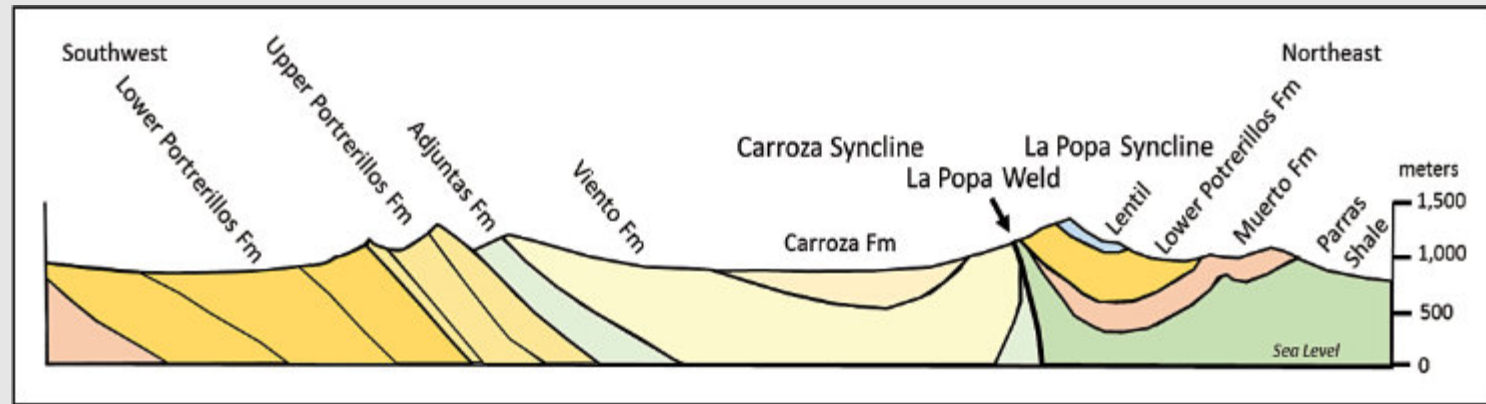 Southwest
Lower Portrerillos Fm
Upper Portrerillos Fm
Adjuntas Fm
Viento Fm
Carroza Syncline
Carroza Fm
La Popa Weld
La Popa Syncline
Lentil
Lower Potrerillos Fm
Muerto Fm
Parras
Shale
Northeast
meters
1,500
1,000
500
0
Sea Level